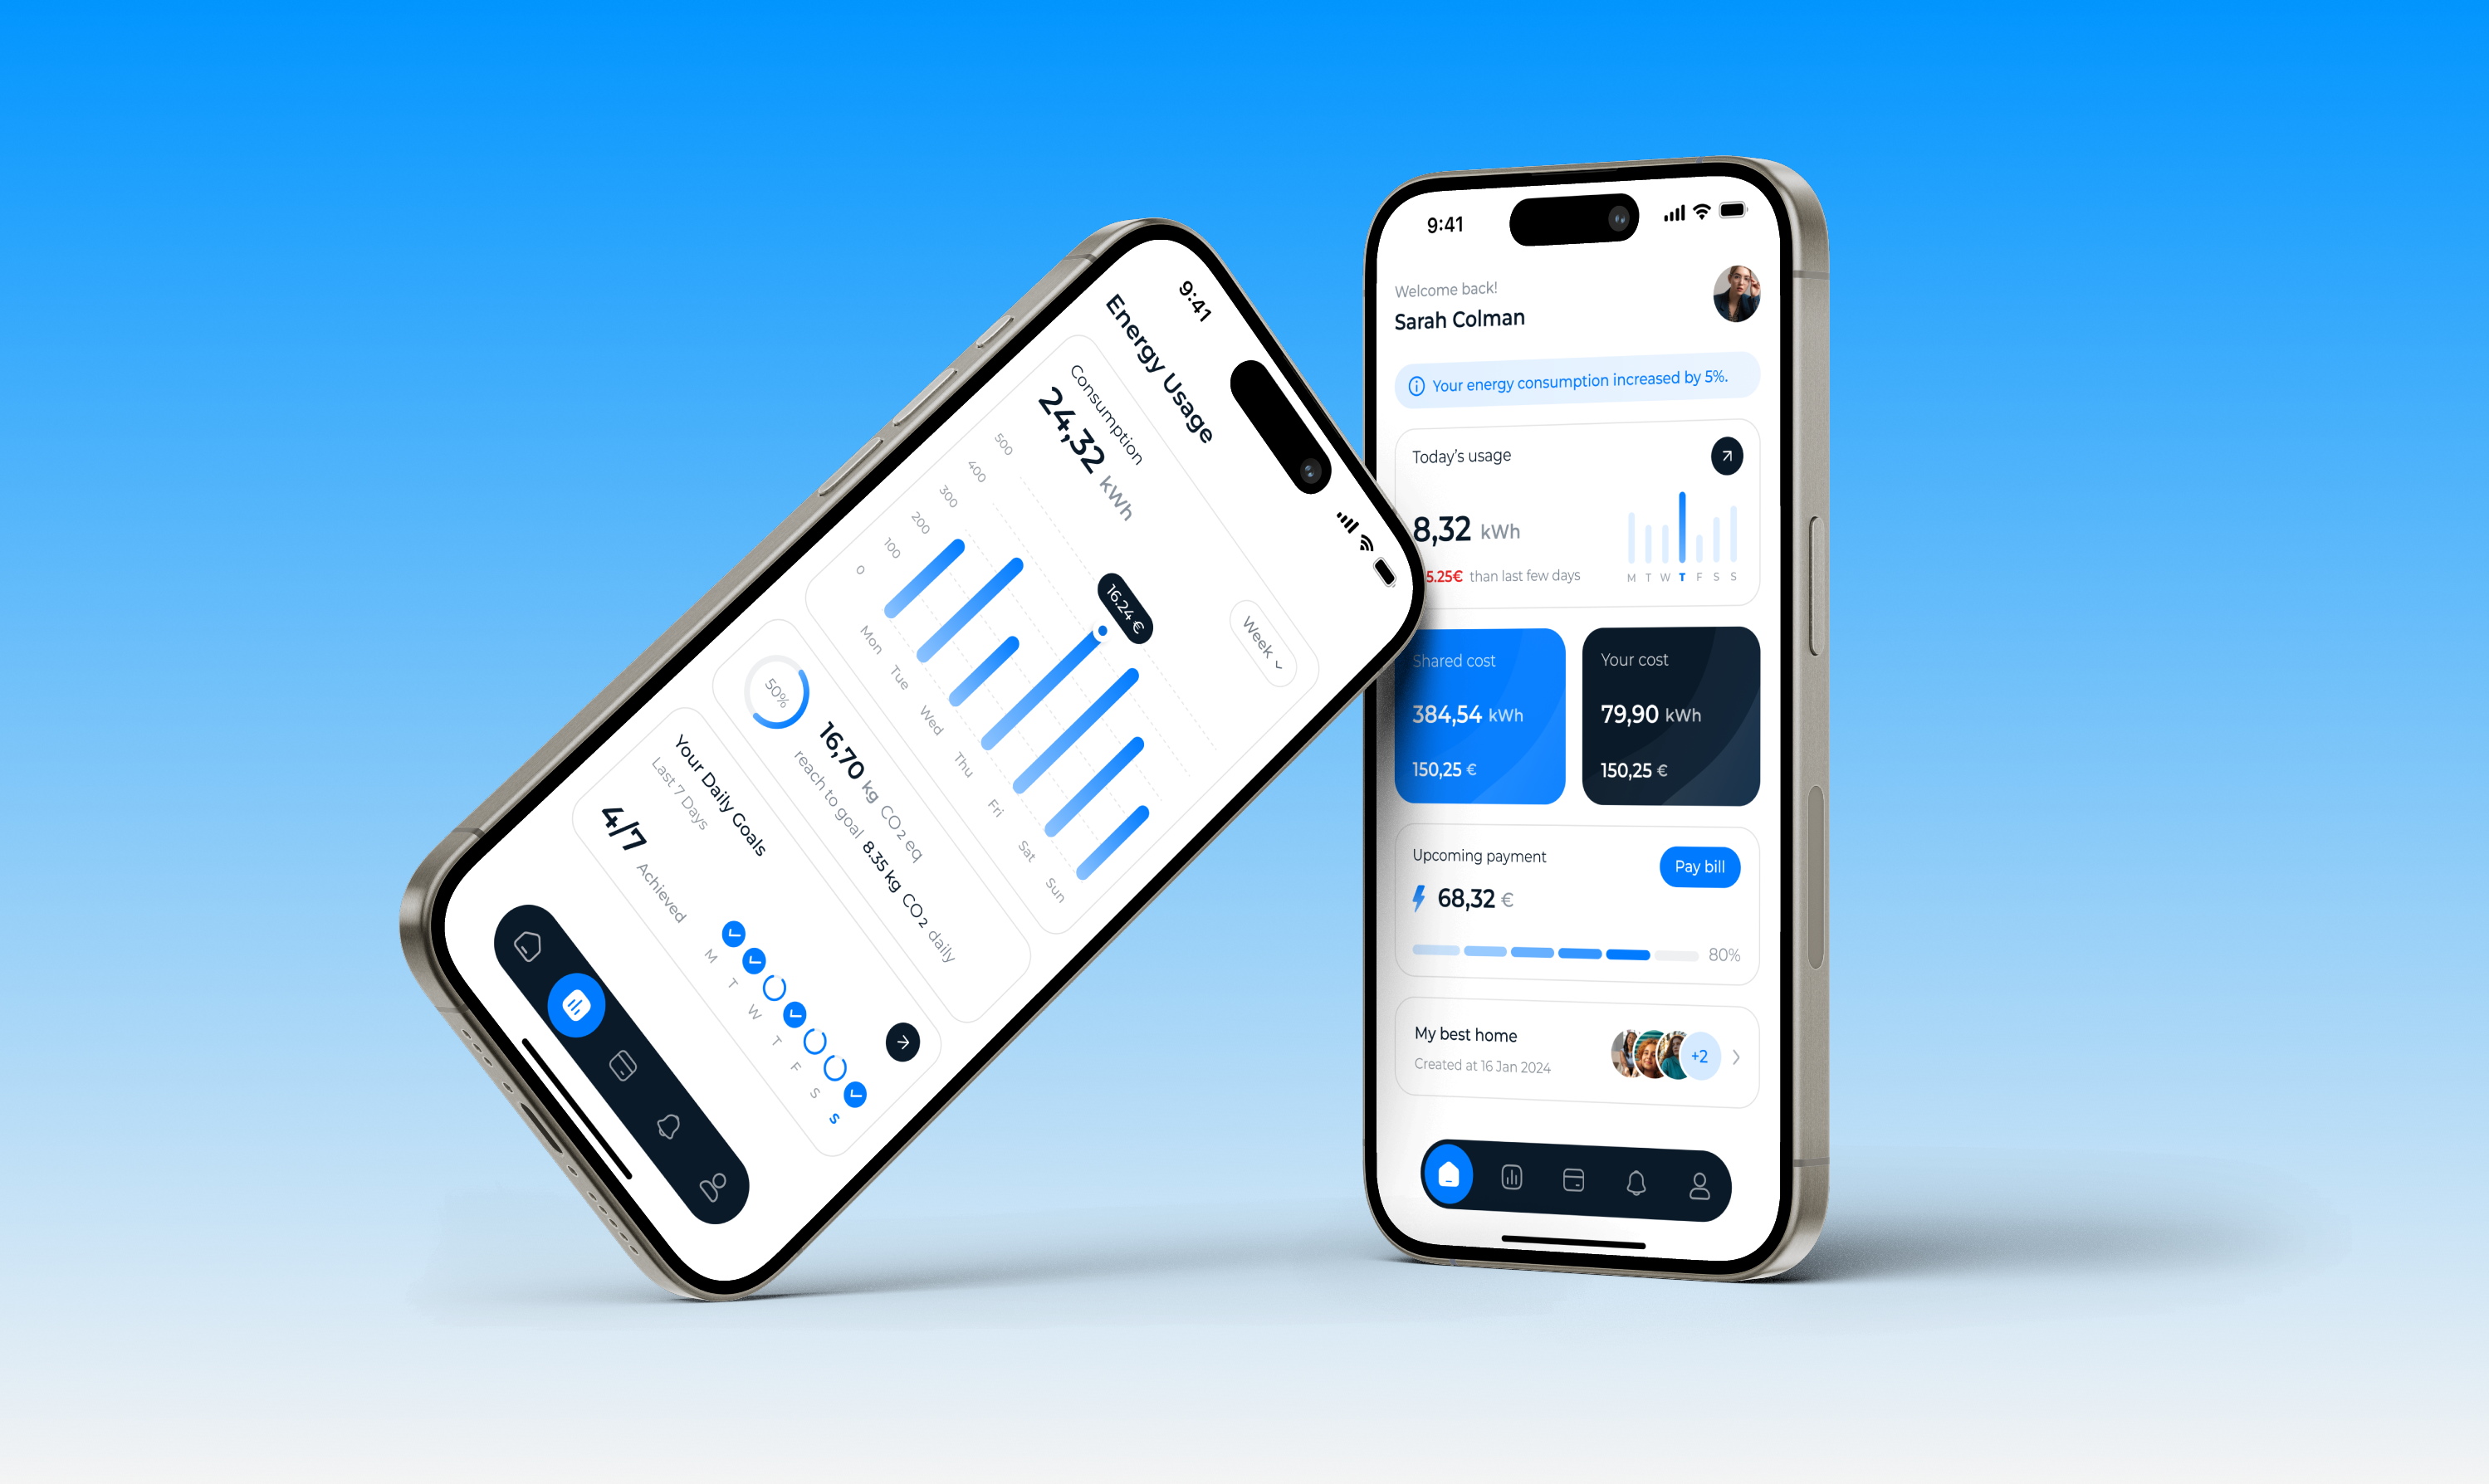 9:41
Energy Usage
Consumption
24,32 kWh
Week
500
400
300
200
100
0
16.24 €
Mon
Tue
Wed
Thu
Fri
Sat
Sun
50%
16,70 kg CO2 eq
reach to goal 8.35 kg CO2 daily
Your Daily Goals
Last 7 Days
4/7 Achieved
M T W T F S S
9:41
Welcome back!
Sarah Colman
Your energy consumption increased by 5%.
Today's usage
8,32 kWh
5.25€ than last few days
M T W T F S S
Shared cost
384,54 kWh
150,25 €
Your cost
79,90 kWh
150,25 €
Upcoming payment
68,32 €
Pay bill
80%
My best home
Created at 16 Jan 2024
+2